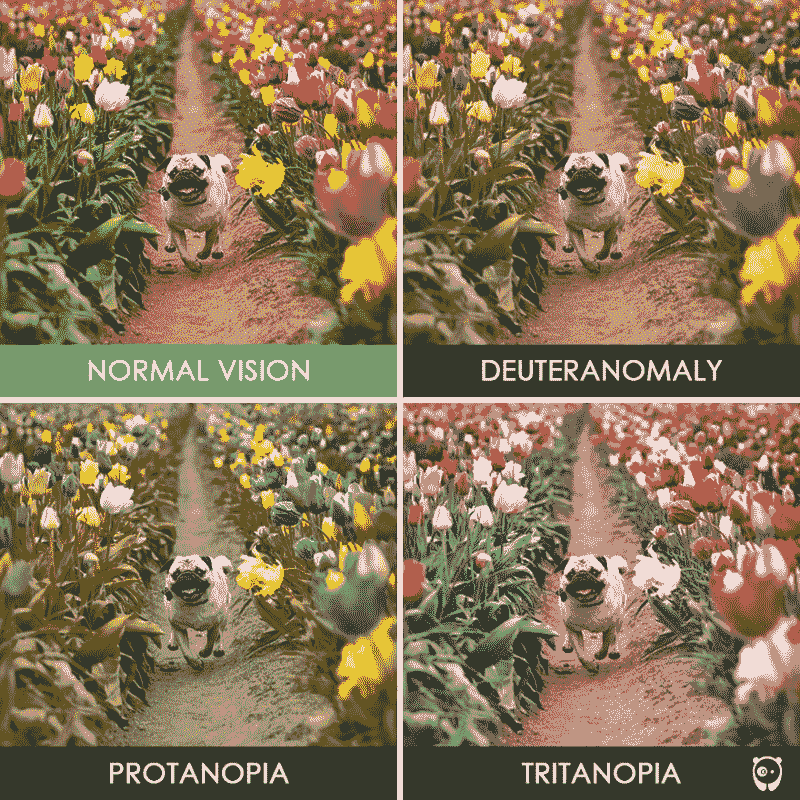 NORMAL VISION
DEUTERANOMALY
PROTANOPIA
TRITANOPIA